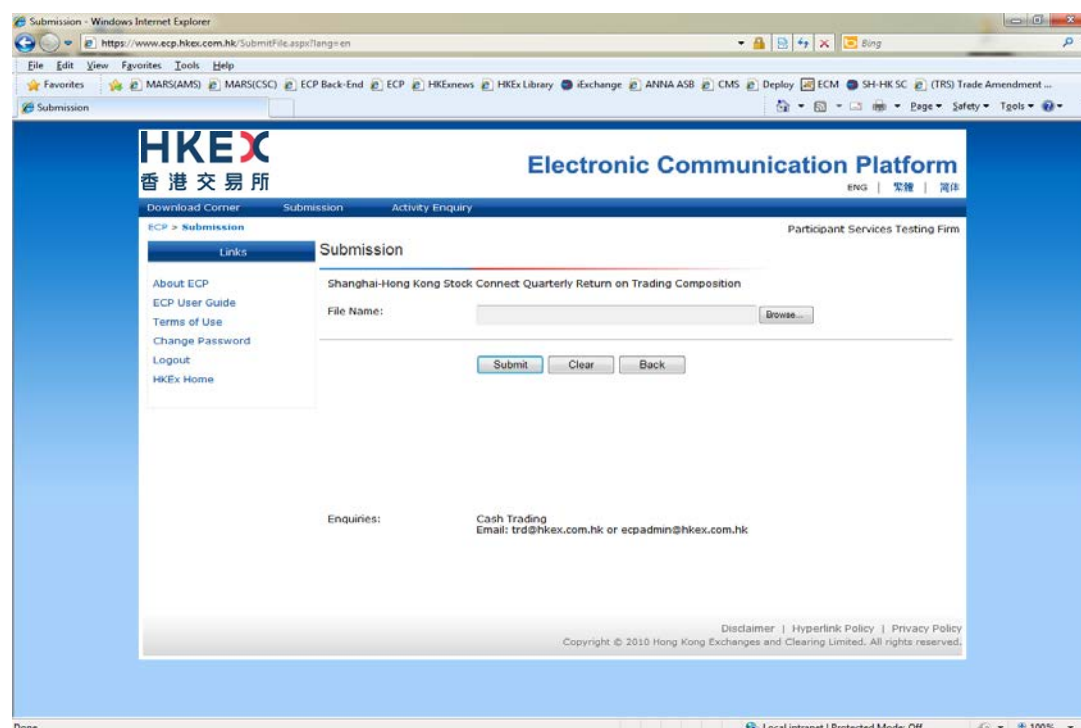 Submission - Windows Internet Explorer
https://www.ecp.hkex.com.hk/SubmitFile.aspx?lang=en
Bing
File Edit View Favorites Tools Help
Favorites MARS(AMS) MARS(CSC) ECP Back-End ECP HKExnews HKEx Library iExchange ANNA ASB CMS Deploy ECM SH-HK SC (TRS) Trade Amendment ...
Submission Page Safety Tools
HKEX
香港交易所
Electronic Communication Platform
ENG | 繁體 | 简体
Download Corner Submission Activity Enquiry
ECP > Submission
Participant Services Testing Firm
Links
Submission
About ECP
ECP User Guide
Terms of Use
Change Password
Logout
HKEx Home
Shanghai-Hong Kong Stock Connect Quarterly Return on Trading Composition
File Name: Browse...
Submit Clear Back
Enquiries: Cash Trading
Email: trd@hkex.com.hk or ecpadmin@hkex.com.hk
Disclaimer | Hyperlink Policy | Privacy Policy
Copyright © 2010 Hong Kong Exchanges and Clearing Limited. All rights reserved.
Done Local intranet | Protected Mode: Off 100%